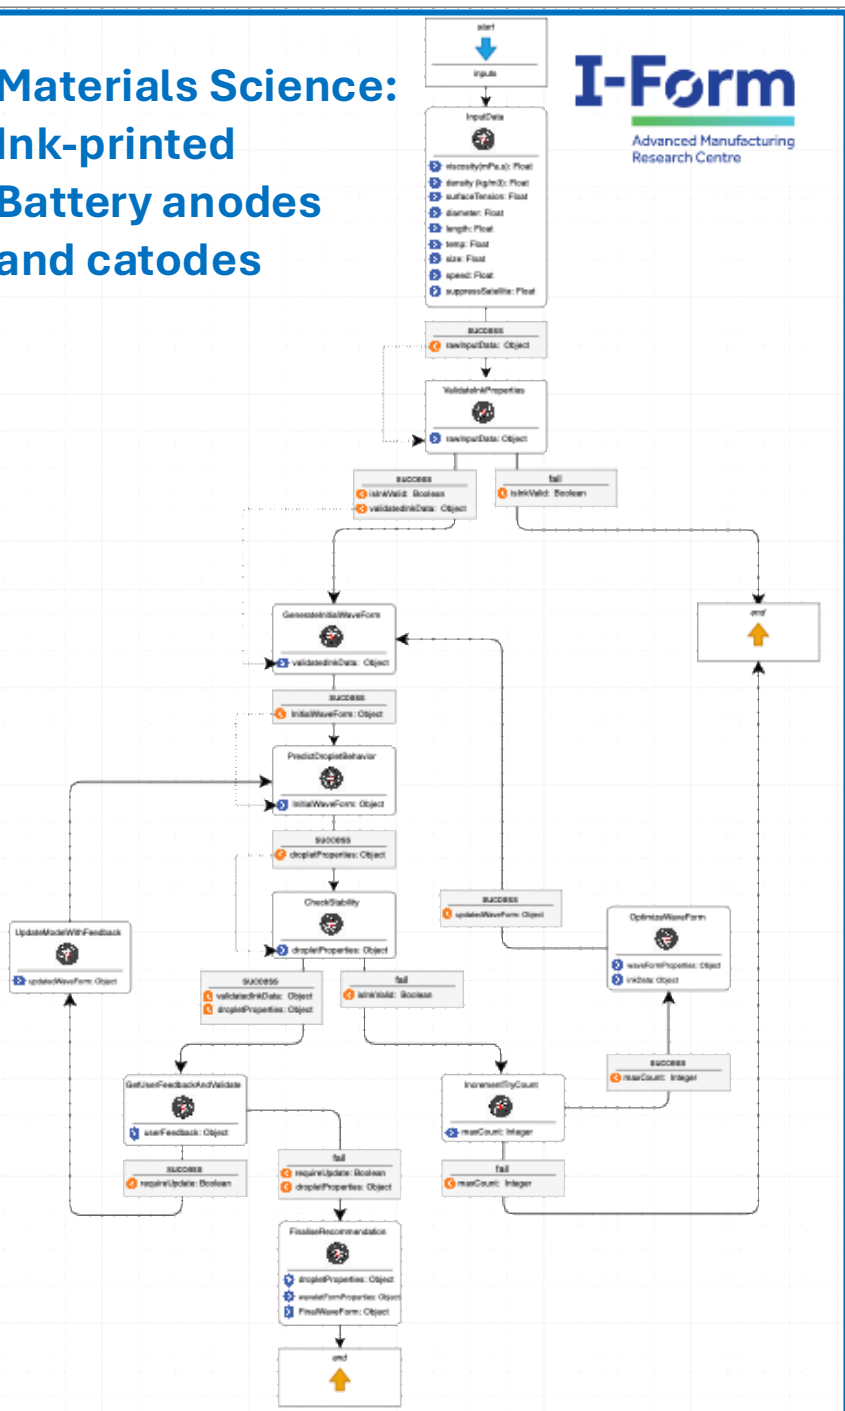 Materials Science:
Ink-printed
Battery anodes
and catodes
I-Form
Advanced Manufacturing
Research Centre
start
inputs
InputData
viscosity(mPa.s): Float
density (kg/m3): Float
surfaceTension: Float
diameter: Float
length: Float
temp: Float
size: Float
speed: Float
suppressSatellite: Float
success
rawInputData: Object
ValidateInkProperties
rawInputData: Object
success
isInkValid: Boolean
validatedInkData: Object
fail
isInkValid: Boolean
end
GenerateInitialWaveForm
validatedInkData: Object
success
InitialWaveForm: Object
PredictDropletBehavior
InitialWaveForm: Object
success
dropletProperties: Object
CheckStability
dropletProperties: Object
success
updatedWaveForm: Object
OptimizeWaveForm
waveFormProperties: Object
inkData: Object
UpdateModelWithFeedback
updatedWaveForm: Object
success
validatedInkData: Object
dropletProperties: Object
fail
isInkValid: Boolean
success
maxCount: Integer
GetUserFeedbackAndValidate
userFeedback: Object
IncrementTryCount
maxCount: Integer
success
requireUpdate: Boolean
fail
requireUpdate: Boolean
dropletProperties: Object
fail
maxCount: Integer
FinaliseRecommendation
dropletProperties: Object
waveletFormProperties: Object
FinalWaveForm: Object
end